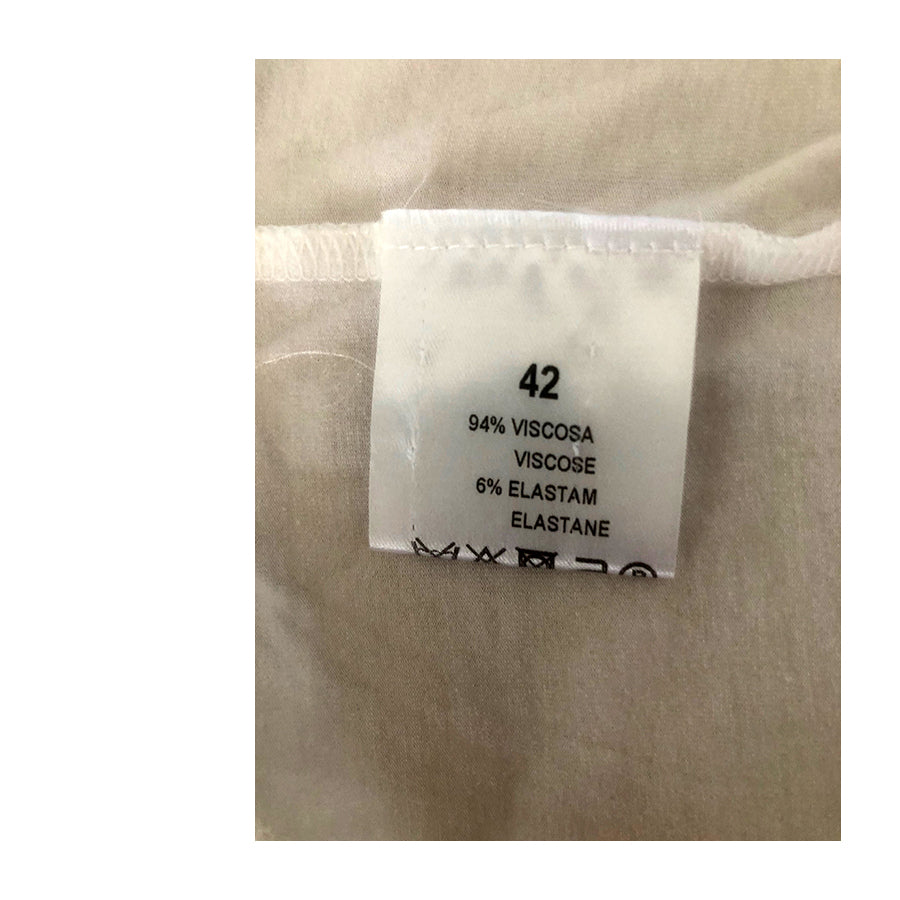 42
94% VISCOSA
VISCOSE
6% ELASTAM
ELASTANE